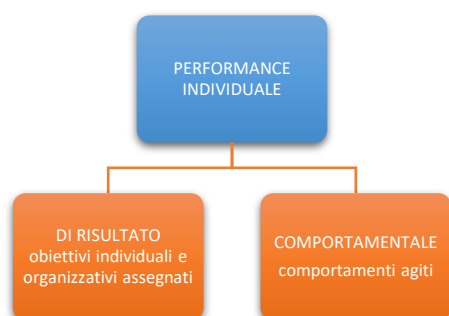 PERFORMANCE
INDIVIDUALE
DI RISULTATO
obiettivi individuali e
organizzativi assegnati
COMPORTAMENTALE
comportamenti agiti